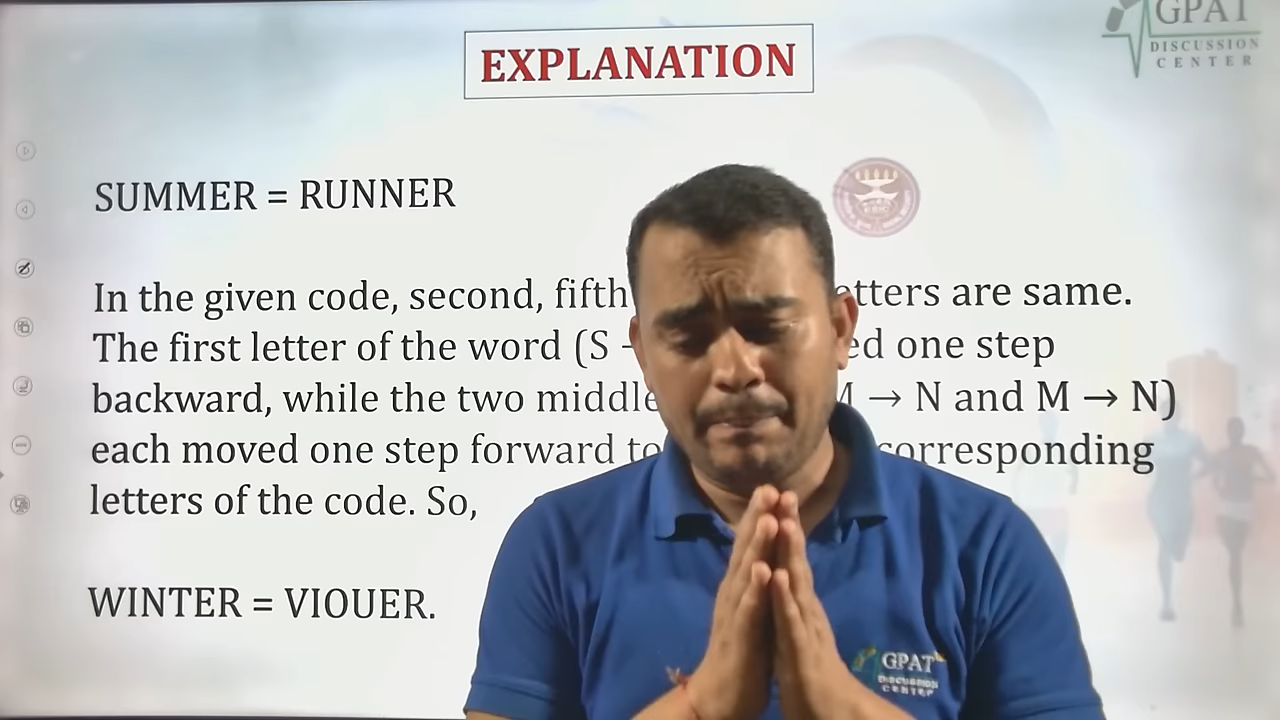 GPAT
DISCUSSION
CENTER
EXPLANATION
SUMMER = RUNNER
In the given code, second, fifth etters are same.
The first letter of the word (S - ed one step
backward, while the two middle M → N and M → N)
each moved one step forward to corresponding
letters of the code. So,
WINTER = VIOUER.
GPAT
DISCUSSION
CENTER